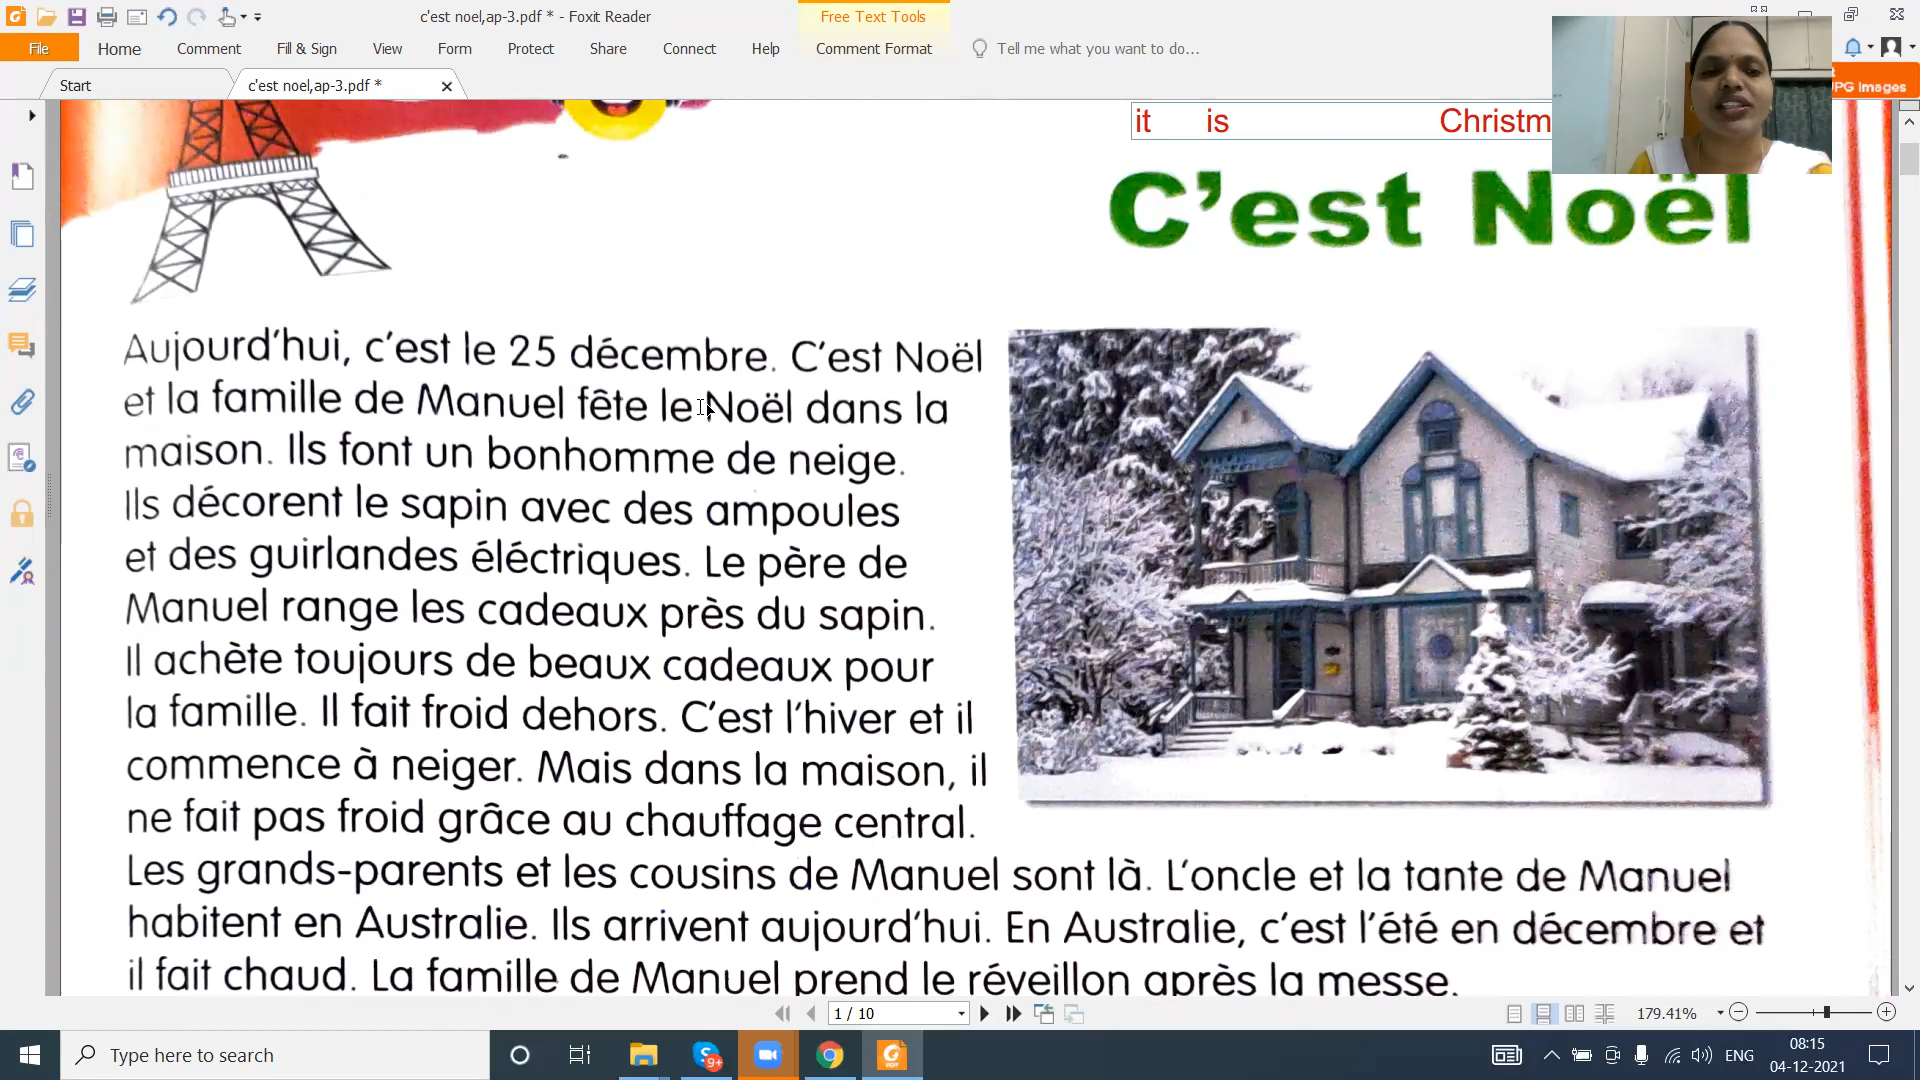 c'est noel,ap-3.pdf * - Foxit Reader
Free Text Tools
File
Home
Comment
Fill & Sign
View
Form
Protect
Share
Connect
Help
Comment Format
Tell me what you want to do...
PG Images
Start
c'est noel,ap-3.pdf *
it is Christm
C'est Noël
Aujourd'hui, c'est le 25 décembre. C'est Noël
et la famille de Manuel fête le Noël dans la
maison. Ils font un bonhomme de neige.
Ils décorent le sapin avec des ampoules
et des guirlandes éléctriques. Le père de
Manuel range les cadeaux près du sapin.
Il achète toujours de beaux cadeaux pour
la famille. Il fait froid dehors. C'est l'hiver et il
commence à neiger. Mais dans la maison, il
ne fait pas froid grâce au chauffage central.
Les grands-parents et les cousins de Manuel sont là. L'oncle et la tante de Manuel
habitent en Australie. Ils arrivent aujourd'hui. En Australie, c'est l'été en décembre et
il fait chaud. La famille de Manuel prend le réveillon après la messe.
1 / 10
179.41%
Type here to search
9+
ENG
08:15
04-12-2021